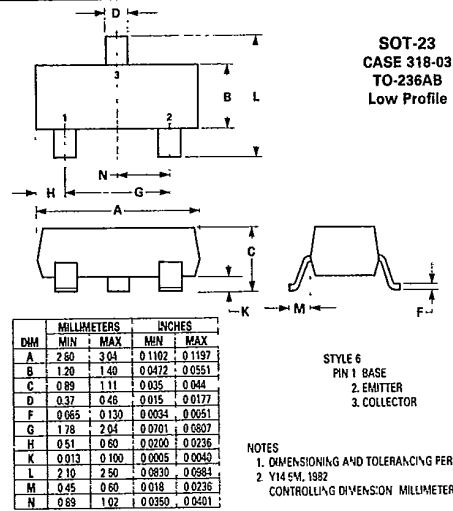 D
SOT-23
CASE 318-03
TO-236AB
Low Profile
3
B
L
1
2
N
H
G
A
C
K
M
F
MILLIMETERS INCHES
DIM MIN MAX MIN MAX
A 2 80 3 04 0 1102 0 1197
B 1.20 1 40 0 0472 0 0551
C 0 89 1 11 0 035 0 044
D 0.37 0 46 0 015 0 0177
F 0 085 0 130 0 0034 0 0051
G 1 78 2 04 0 0701 0 0807
H 0 51 0 60 0 0200 0 0236
K 0 013 0 100 0 0005 0 0040
L 2 10 2 50 0 0830 0 0984
M 0 45 0 60 0 018 0 0236
N 0 89 1 02 0 0350 0 0401
STYLE 6
PIN 1 BASE
2. EMITTER
3. COLLECTOR
NOTES
1. DIMENSIONING AND TOLERANCING PER
2. Y14 5M, 1982
CONTROLLING DIMENSION MILLIMETER